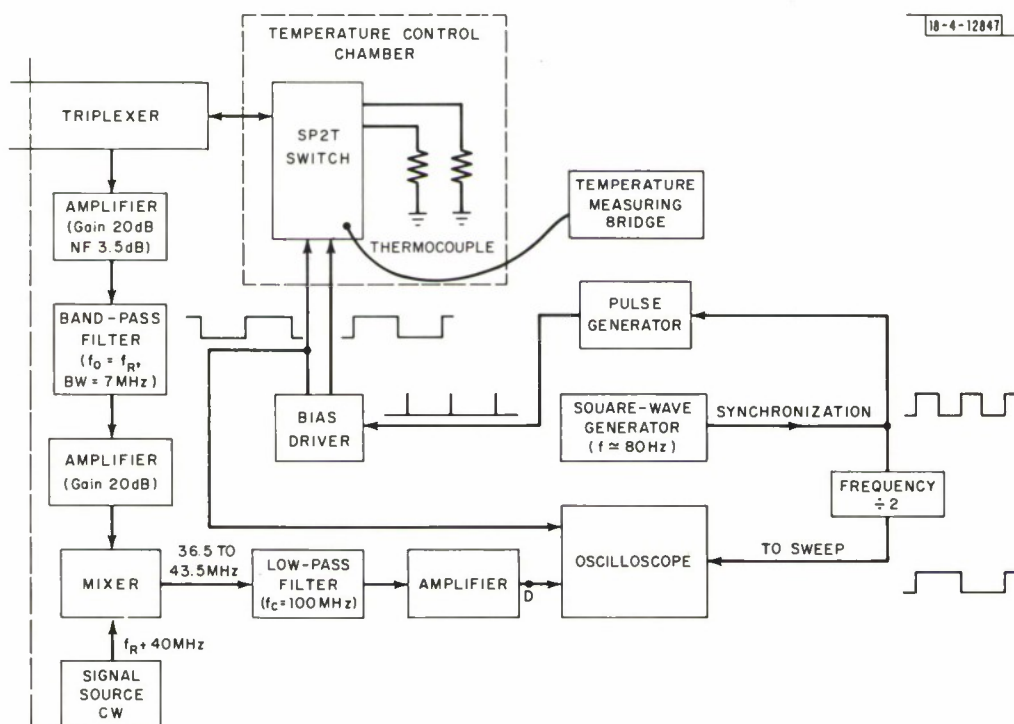 18-4-12847
TEMPERATURE CONTROL
CHAMBER
TRIPLEXER
SP2T
SWITCH
TEMPERATURE
MEASURING
BRIDGE
THERMOCOUPLE
AMPLIFIER
(Gain 20dB
NF 3.5dB)
BAND-PASS
FILTER
(f₀ = fR,
BW = 7MHz)
PULSE
GENERATOR
BIAS
DRIVER
SQUARE-WAVE
GENERATOR
(f ≃ 80Hz)
SYNCHRONIZATION
AMPLIFIER
(Gain 20dB)
FREQUENCY
÷2
36.5 TO
43.5MHz
MIXER
LOW-PASS
FILTER
(fc=100MHz)
AMPLIFIER
D
OSCILLOSCOPE
TO SWEEP
fR+40MHz
SIGNAL
SOURCE
CW